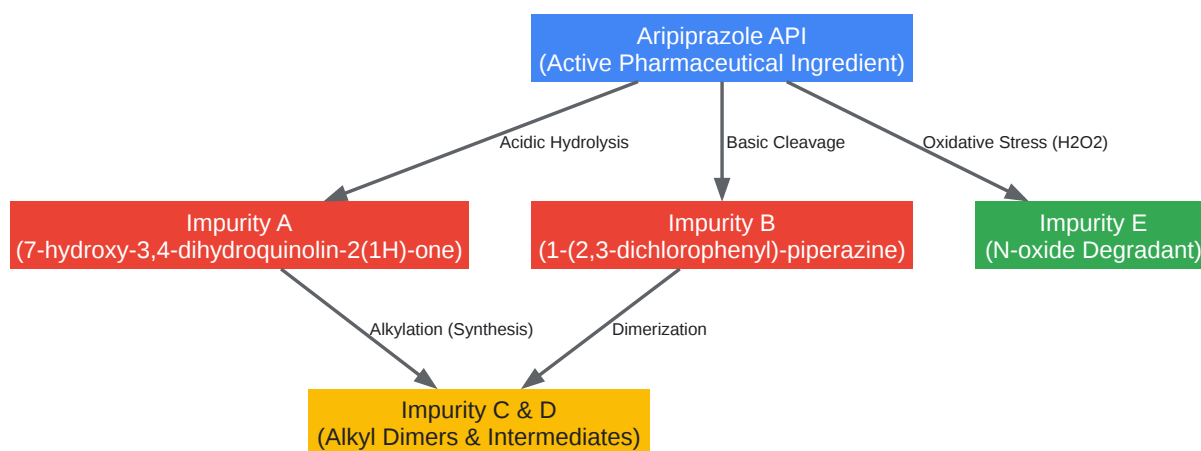 Aripiprazole API
(Active Pharmaceutical Ingredient)
Acidic Hydrolysis
Basic Cleavage
Oxidative Stress (H2O2)
Impurity A
(7-hydroxy-3,4-dihydroquinolin-2(1H)-one)
Impurity B
(1-(2,3-dichlorophenyl)-piperazine)
Impurity E
(N-oxide Degradant)
Alkylation (Synthesis)
Dimerization
Impurity C & D
(Alkyl Dimers & Intermediates)